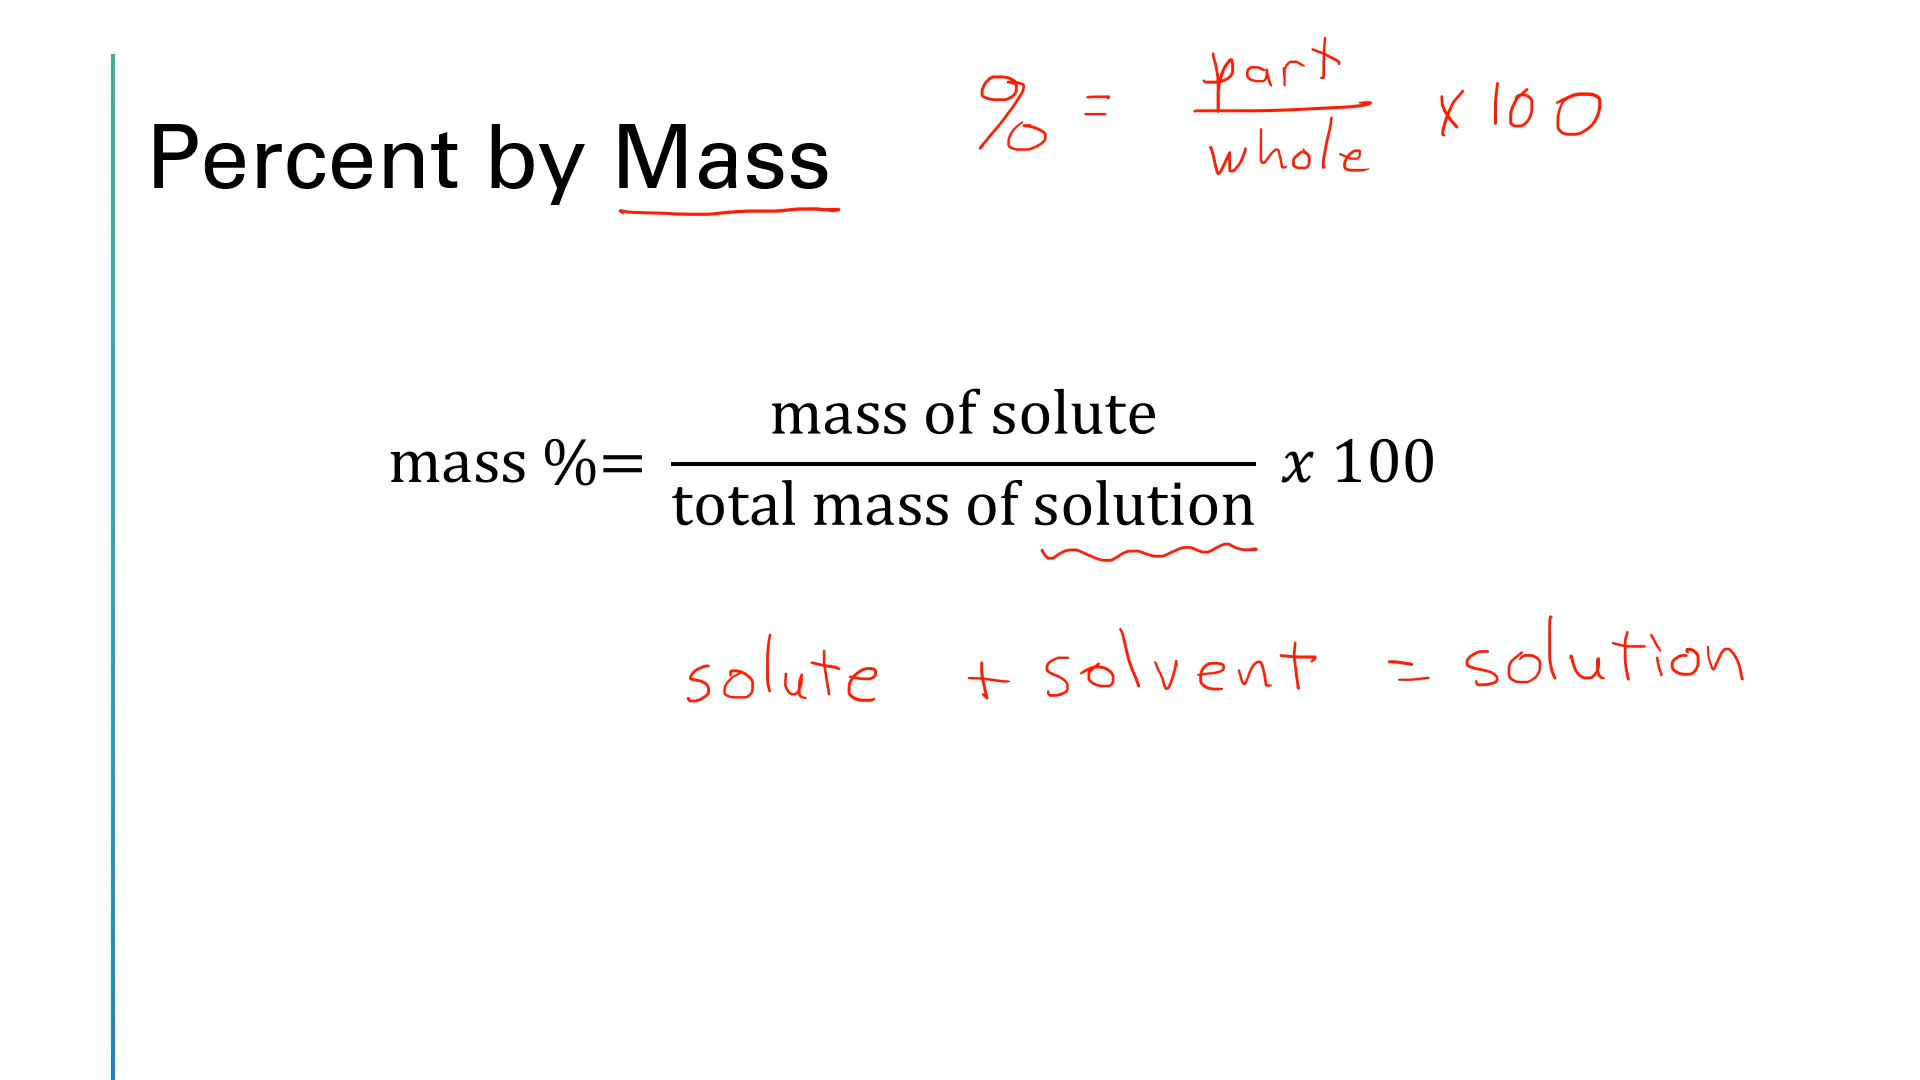 % = part / whole x 100
Percent by Mass
mass %= mass of solute / total mass of solution x 100
solute + solvent = solution